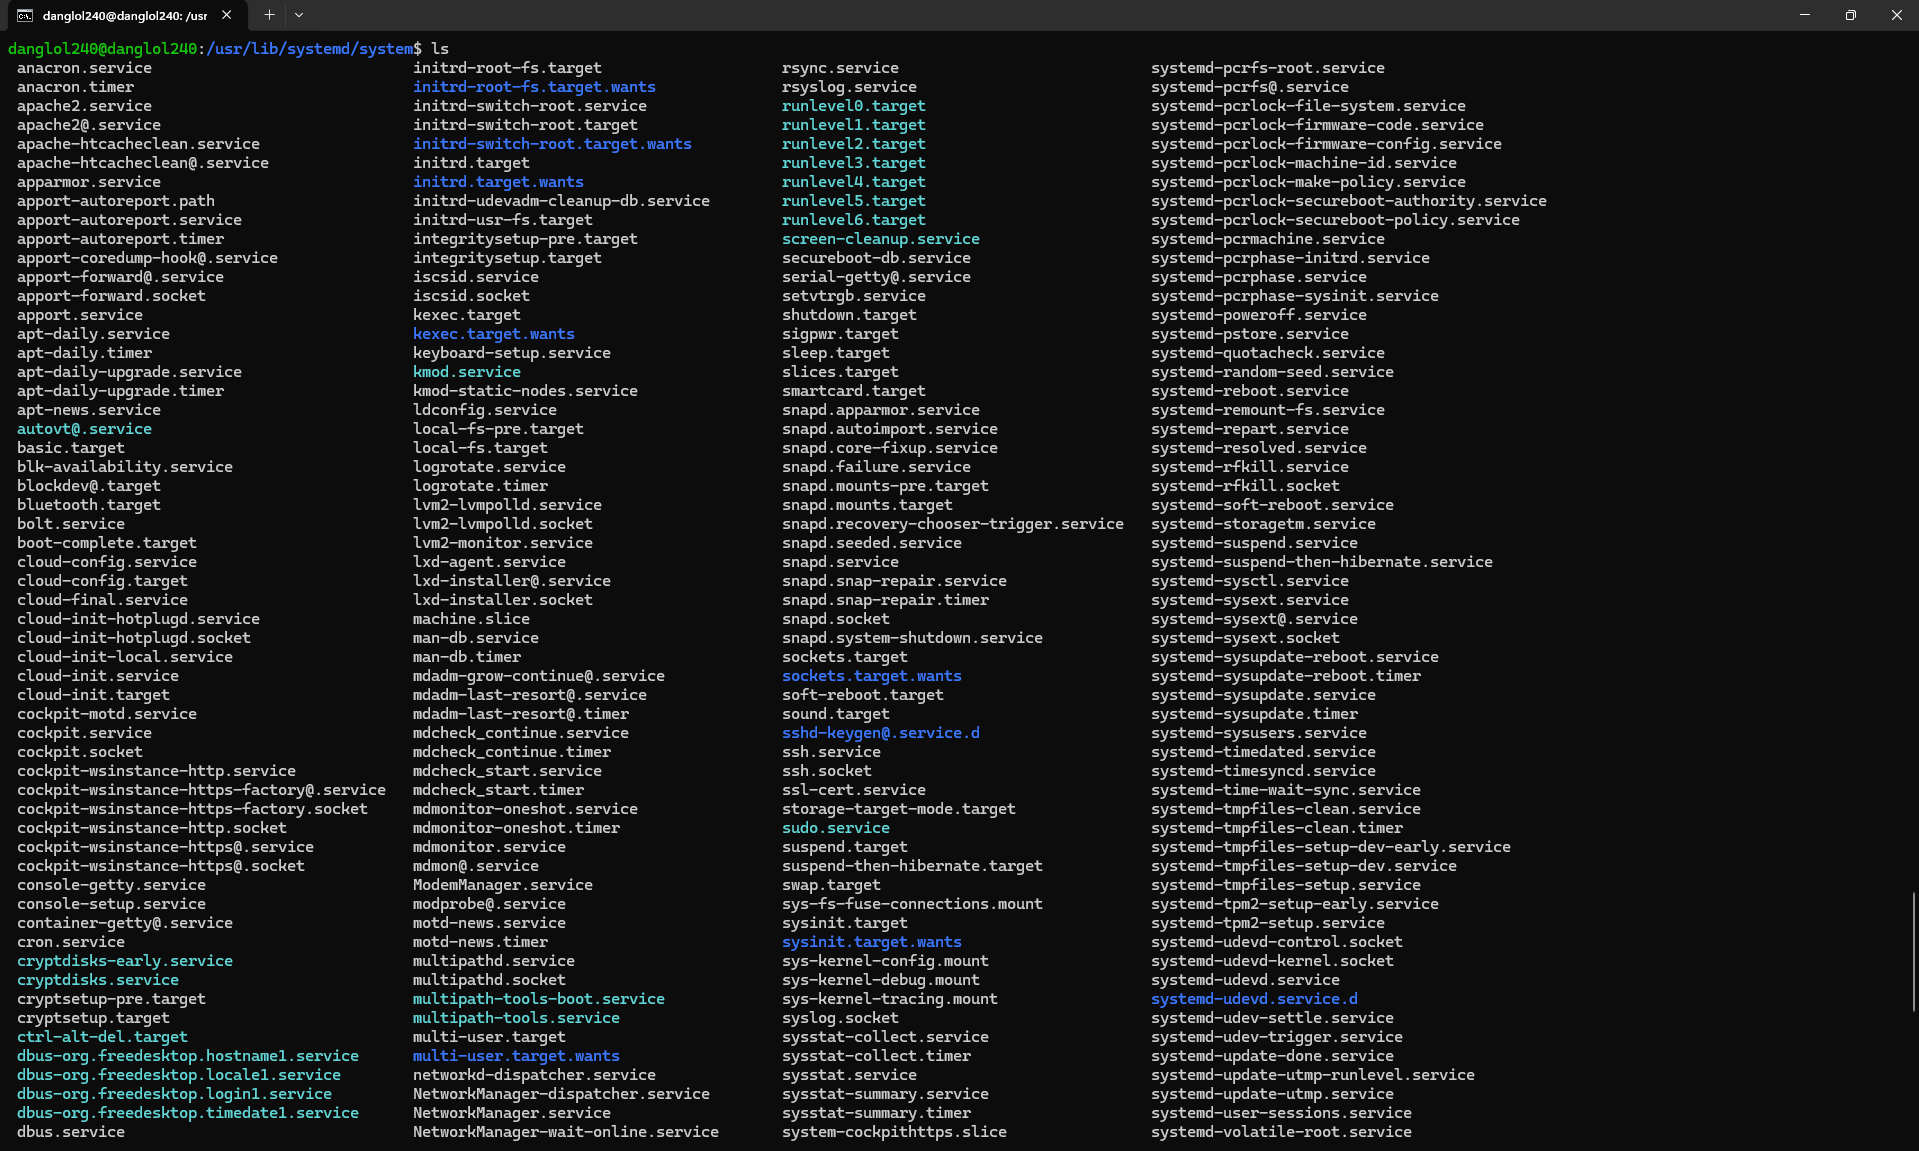 danglol240@danglol240: /usr
danglol240@danglol240:/usr/lib/systemd/system$ ls
anacron.service initrd-root-fs.target rsync.service systemd-pcrfs-root.service
anacron.timer initrd-root-fs.target.wants rsyslog.service systemd-pcrfs@.service
apache2.service initrd-switch-root.service runlevel0.target systemd-pcrlock-file-system.service
apache2@.service initrd-switch-root.target runlevel1.target systemd-pcrlock-firmware-code.service
apache-htcacheclean.service initrd-switch-root.target.wants runlevel2.target systemd-pcrlock-firmware-config.service
apache-htcacheclean@.service initrd.target runlevel3.target systemd-pcrlock-machine-id.service
apparmor.service initrd.target.wants runlevel4.target systemd-pcrlock-make-policy.service
apport-autoreport.path initrd-udevadm-cleanup-db.service runlevel5.target systemd-pcrlock-secureboot-authority.service
apport-autoreport.service initrd-usr-fs.target runlevel6.target systemd-pcrlock-secureboot-policy.service
apport-autoreport.timer integritysetup-pre.target screen-cleanup.service systemd-pcrmachine.service
apport-coredump-hook@.service integritysetup.target secureboot-db.service systemd-pcrphase-initrd.service
apport-forward@.service iscsid.service serial-getty@.service systemd-pcrphase.service
apport-forward.socket iscsid.socket setvtrgb.service systemd-pcrphase-sysinit.service
apport.service kexec.target shutdown.target systemd-poweroff.service
apt-daily.service kexec.target.wants sigpwr.target systemd-pstore.service
apt-daily.timer keyboard-setup.service sleep.target systemd-quotacheck.service
apt-daily-upgrade.service kmod.service slices.target systemd-random-seed.service
apt-daily-upgrade.timer kmod-static-nodes.service smartcard.target systemd-reboot.service
apt-news.service ldconfig.service snapd.apparmor.service systemd-remount-fs.service
autovt@.service local-fs-pre.target snapd.autoimport.service systemd-repart.service
basic.target local-fs.target snapd.core-fixup.service systemd-resolved.service
blk-availability.service logrotate.service snapd.failure.service systemd-rfkill.service
blockdev@.target logrotate.timer snapd.mounts-pre.target systemd-rfkill.socket
bluetooth.target lvm2-lvmpolld.service snapd.mounts.target systemd-soft-reboot.service
bolt.service lvm2-lvmpolld.socket snapd.recovery-chooser-trigger.service systemd-storagetm.service
boot-complete.target lvm2-monitor.service snapd.seeded.service systemd-suspend.service
cloud-config.service lxd-agent.service snapd.service systemd-suspend-then-hibernate.service
cloud-config.target lxd-installer@.service snapd.snap-repair.service systemd-sysctl.service
cloud-final.service lxd-installer.socket snapd.snap-repair.timer systemd-sysext.service
cloud-init-hotplugd.service machine.slice snapd.socket systemd-sysext@.service
cloud-init-hotplugd.socket man-db.service snapd.system-shutdown.service systemd-sysext.socket
cloud-init-local.service man-db.timer sockets.target systemd-sysupdate-reboot.service
cloud-init.service mdadm-grow-continue@.service sockets.target.wants systemd-sysupdate-reboot.timer
cloud-init.target mdadm-last-resort@.service soft-reboot.target systemd-sysupdate.service
cockpit-motd.service mdadm-last-resort@.timer sound.target systemd-sysupdate.timer
cockpit.service mdcheck_continue.service sshd-keygen@.service.d systemd-sysusers.service
cockpit.socket mdcheck_continue.timer ssh.service systemd-timedated.service
cockpit-wsinstance-http.service mdcheck_start.service ssh.socket systemd-timesyncd.service
cockpit-wsinstance-https-factory@.service mdcheck_start.timer ssl-cert.service systemd-time-wait-sync.service
cockpit-wsinstance-https-factory.socket mdmonitor-oneshot.service storage-target-mode.target systemd-tmpfiles-clean.service
cockpit-wsinstance-http.socket mdmonitor-oneshot.timer sudo.service systemd-tmpfiles-clean.timer
cockpit-wsinstance-https@.service mdmonitor.service suspend.target systemd-tmpfiles-setup-dev-early.service
cockpit-wsinstance-https@.socket mdmon@.service suspend-then-hibernate.target systemd-tmpfiles-setup-dev.service
console-getty.service ModemManager.service swap.target systemd-tmpfiles-setup.service
console-setup.service modprobe@.service sys-fs-fuse-connections.mount systemd-tpm2-setup-early.service
container-getty@.service motd-news.service sysinit.target systemd-tpm2-setup.service
cron.service motd-news.timer sysinit.target.wants systemd-udevd-control.socket
cryptdisks-early.service multipathd.service sys-kernel-config.mount systemd-udevd-kernel.socket
cryptdisks.service multipathd.socket sys-kernel-debug.mount systemd-udevd.service
cryptsetup-pre.target multipath-tools-boot.service sys-kernel-tracing.mount systemd-udevd.service.d
cryptsetup.target multipath-tools.service syslog.socket systemd-udev-settle.service
ctrl-alt-del.target multi-user.target sysstat-collect.service systemd-udev-trigger.service
dbus-org.freedesktop.hostname1.service multi-user.target.wants sysstat-collect.timer systemd-update-done.service
dbus-org.freedesktop.locale1.service networkd-dispatcher.service sysstat.service systemd-update-utmp-runlevel.service
dbus-org.freedesktop.login1.service NetworkManager-dispatcher.service sysstat-summary.service systemd-update-utmp.service
dbus-org.freedesktop.timedate1.service NetworkManager.service sysstat-summary.timer systemd-user-sessions.service
dbus.service NetworkManager-wait-online.service system-cockpithttps.slice systemd-volatile-root.service